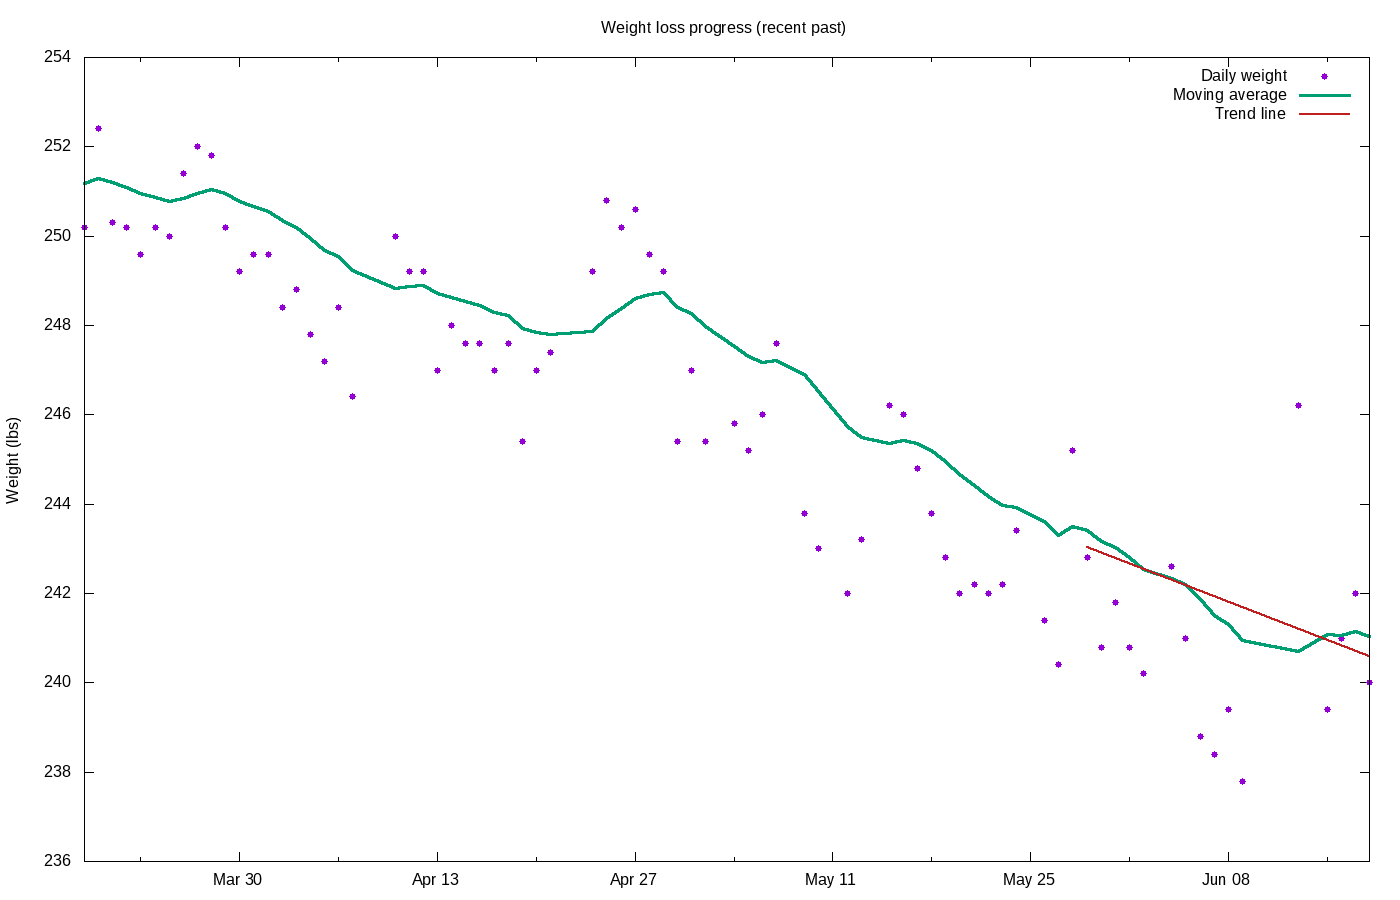 Weight loss progress (recent past)
Daily weight
Moving average
Trend line
Weight (lbs)
254
252
250
248
246
244
242
240
238
236
Mar 30
Apr 13
Apr 27
May 11
May 25
Jun 08